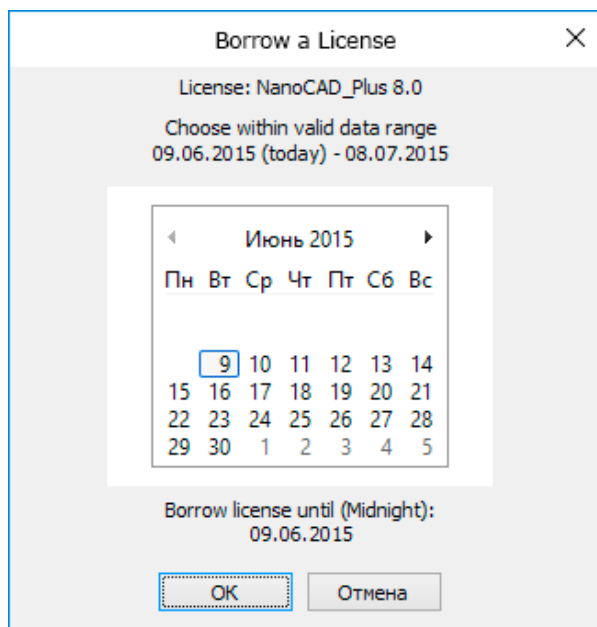 Borrow a License
License: NanoCAD_Plus 8.0
Choose within valid data range
09.06.2015 (today) - 08.07.2015
Июнь 2015
Пн Вт Ср Чт Пт Сб Вс
9 10 11 12 13 14
15 16 17 18 19 20 21
22 23 24 25 26 27 28
29 30 1 2 3 4 5
Borrow license until (Midnight):
09.06.2015
OK Отмена